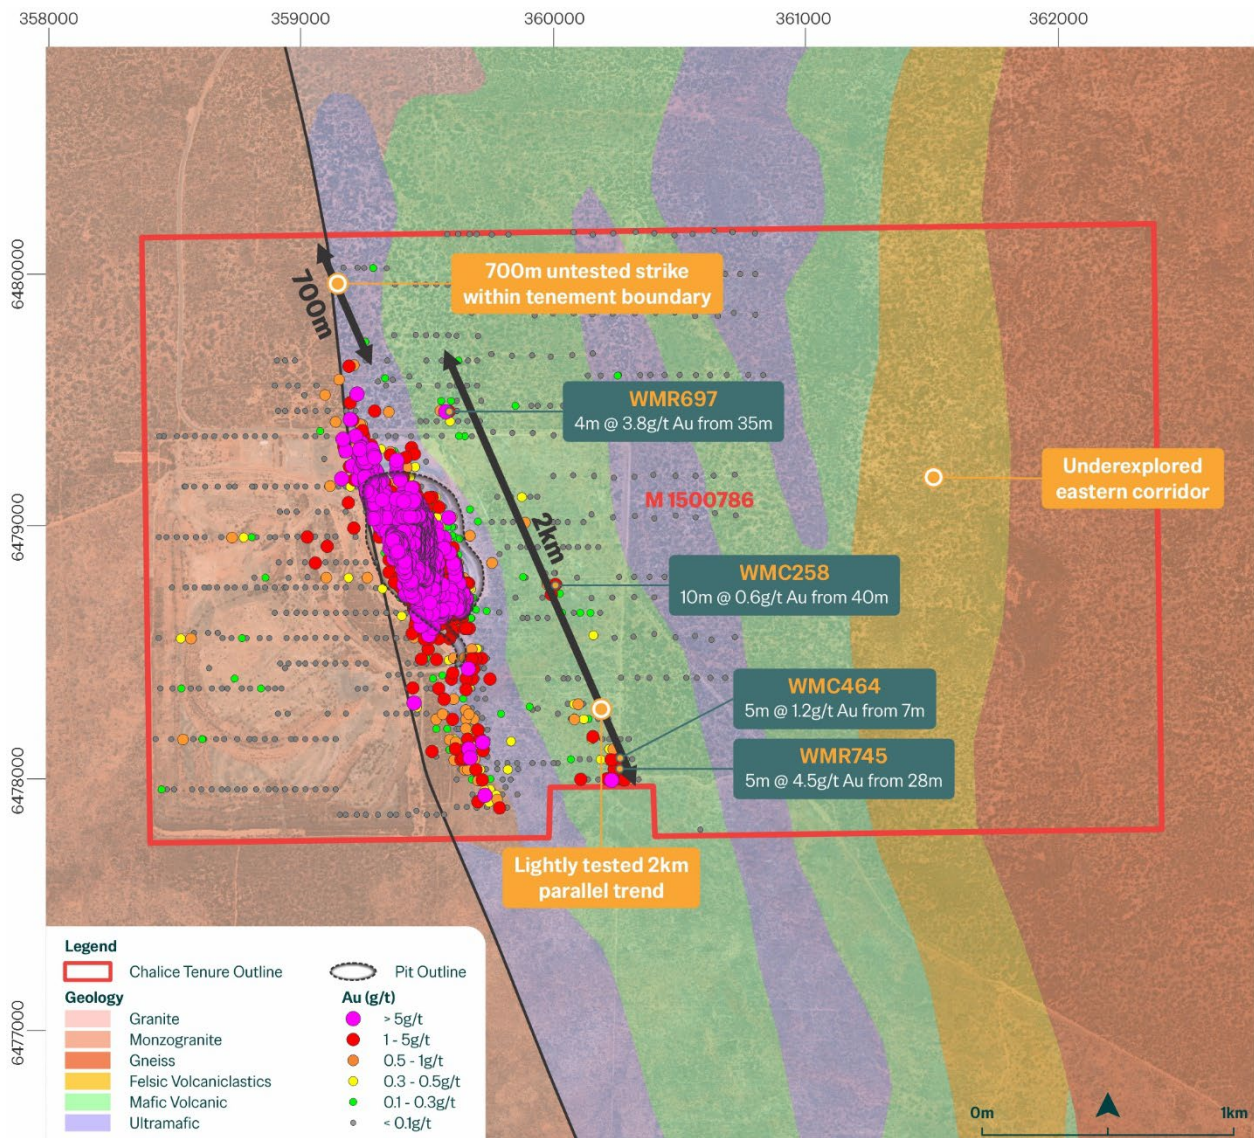 358000
359000
360000
361000
362000
6480000
6479000
6478000
6477000
700m
700m untested strike
within tenement boundary
WMR697
4m @ 3.8g/t Au from 35m
Underexplored
eastern corridor
M 1500786
2km
WMC258
10m @ 0.6g/t Au from 40m
WMC464
5m @ 1.2g/t Au from 7m
WMR745
5m @ 4.5g/t Au from 28m
Lightly tested 2km
parallel trend
Legend
Chalice Tenure Outline
Pit Outline
Geology
Granite
Monzogranite
Gneiss
Felsic Volcaniclastics
Mafic Volcanic
Ultramafic
Au (g/t)
> 5g/t
1 - 5g/t
0.5 - 1g/t
0.3 - 0.5g/t
0.1 - 0.3g/t
< 0.1g/t
0m
1km